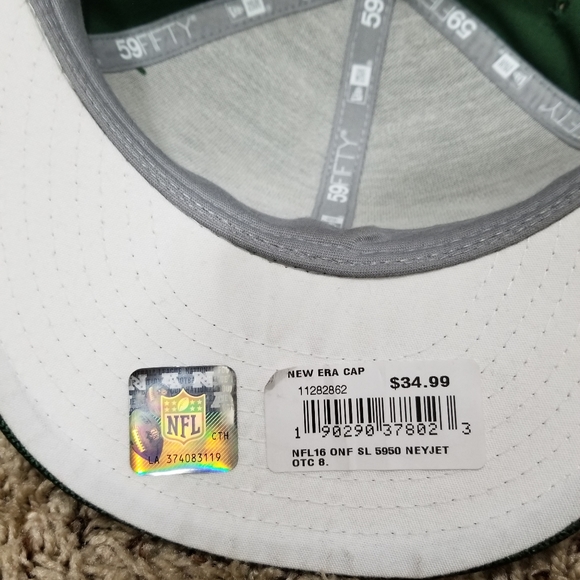 59FIFTY
59FIFTY
59FIFTY
FIFTY
NEW ERA CAP
$34.99
11282862
1 90290 37802 3
NFL16 ONF SL 5950 NEYJET
OTC 8.
NFL
CTH
LA 374083119